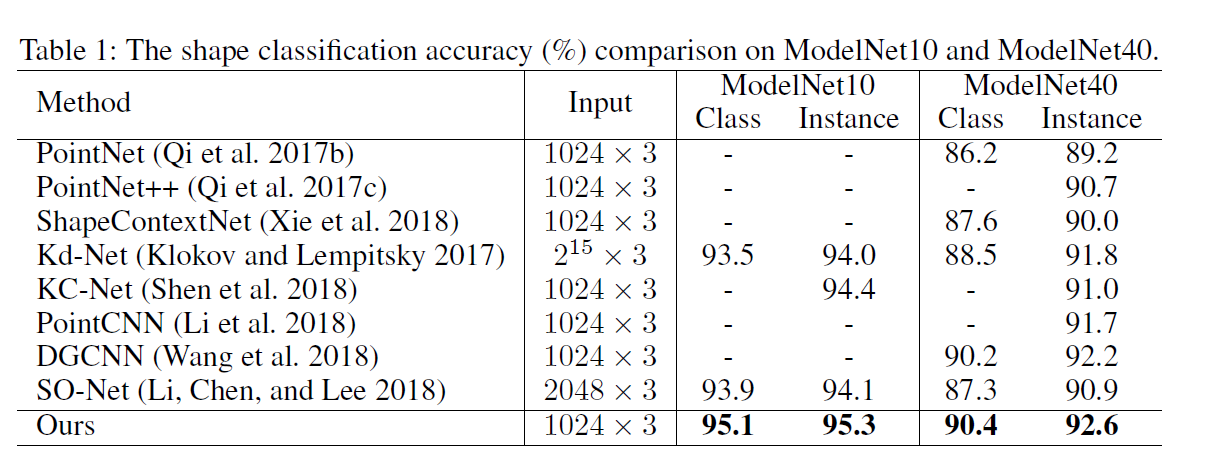 Table 1: The shape classification accuracy (%) comparison on ModelNet10 and ModelNet40.
Method Input ModelNet10 ModelNet40
Class Instance Class Instance
PointNet (Qi et al. 2017b) 1024 × 3 - - 86.2 89.2
PointNet++ (Qi et al. 2017c) 1024 × 3 - - - 90.7
ShapeContextNet (Xie et al. 2018) 1024 × 3 - - 87.6 90.0
Kd-Net (Klokov and Lempitsky 2017) 2¹⁵ × 3 93.5 94.0 88.5 91.8
KC-Net (Shen et al. 2018) 1024 × 3 - 94.4 - 91.0
PointCNN (Li et al. 2018) 1024 × 3 - - - 91.7
DGCNN (Wang et al. 2018) 1024 × 3 - - 90.2 92.2
SO-Net (Li, Chen, and Lee 2018) 2048 × 3 93.9 94.1 87.3 90.9
Ours 1024 × 3 95.1 95.3 90.4 92.6